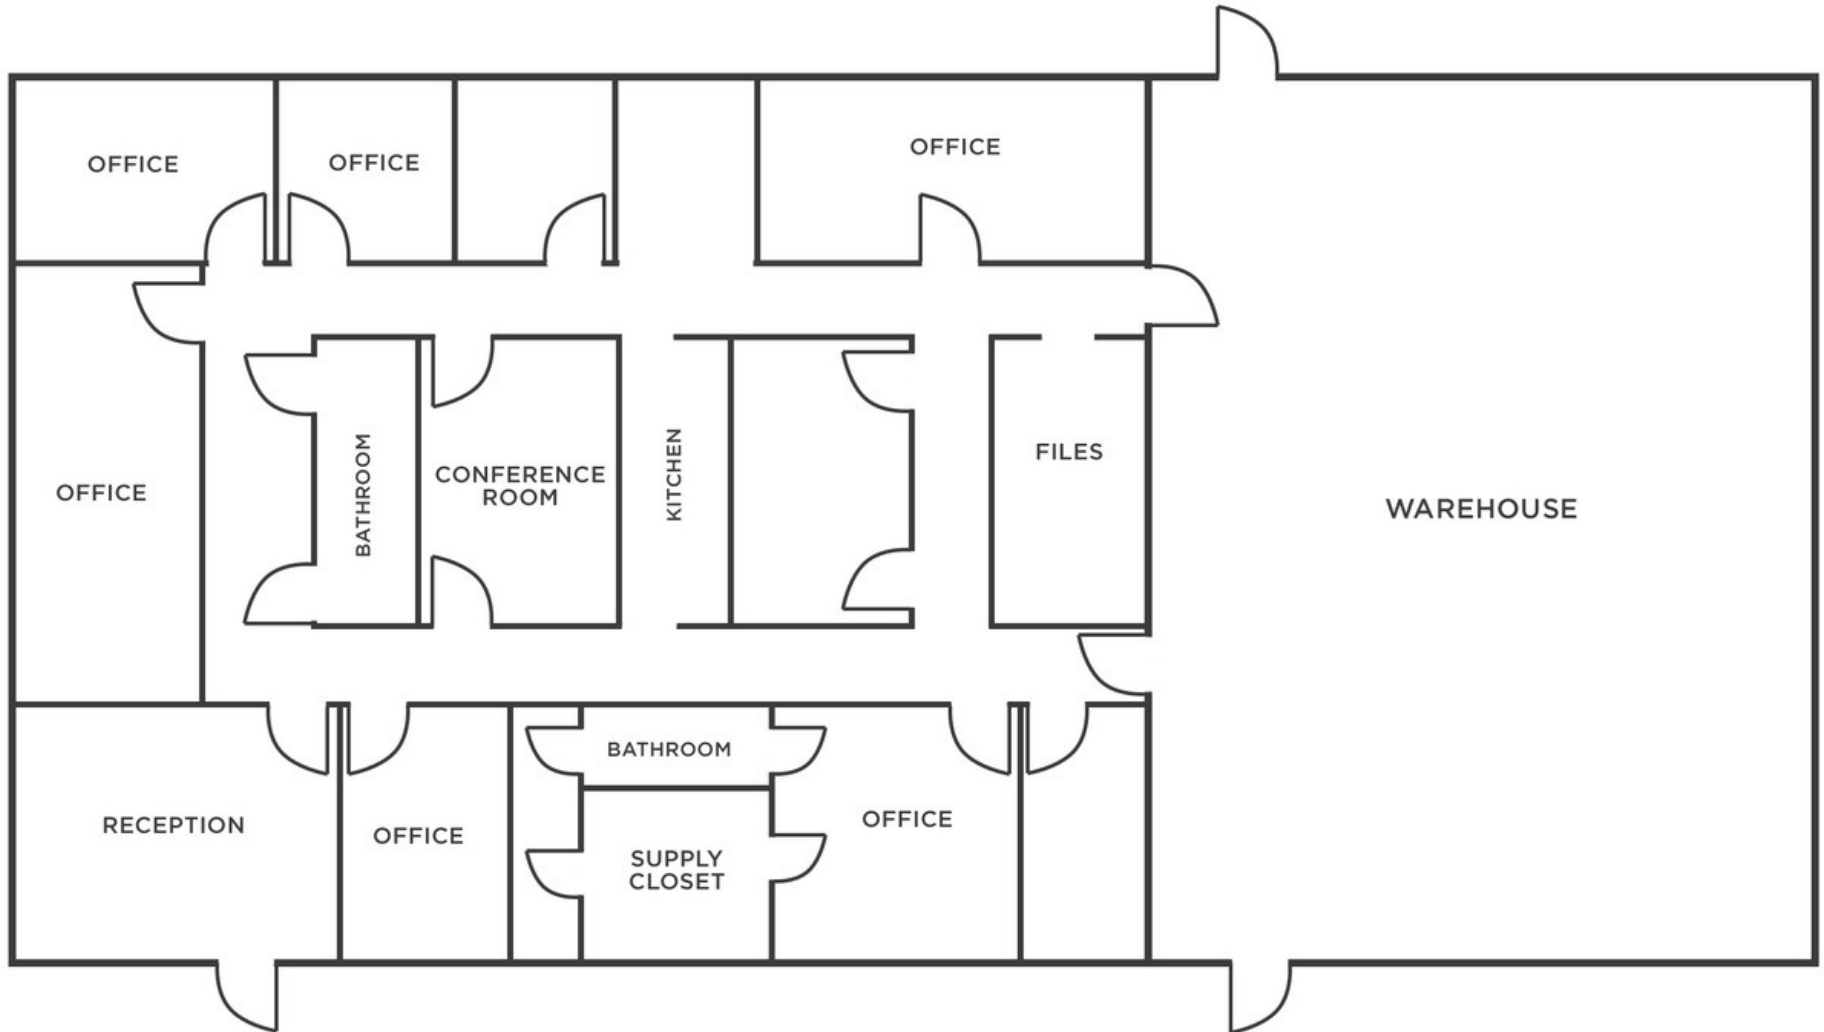 OFFICE
OFFICE
OFFICE
OFFICE
BATHROOM
CONFERENCE
ROOM
KITCHEN
FILES
WAREHOUSE
RECEPTION
OFFICE
BATHROOM
SUPPLY
CLOSET
OFFICE